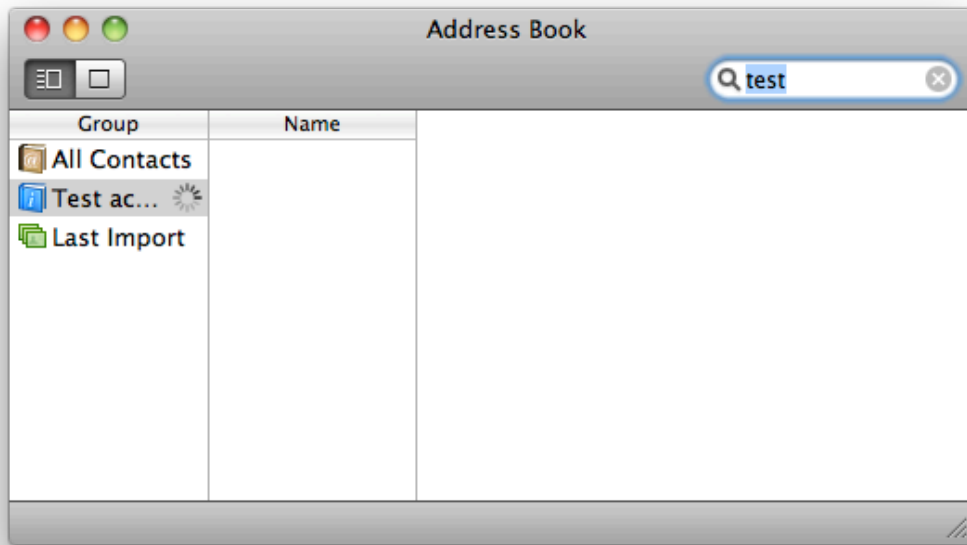 Address Book
test
Group
Name
All Contacts
Test ac...
Last Import